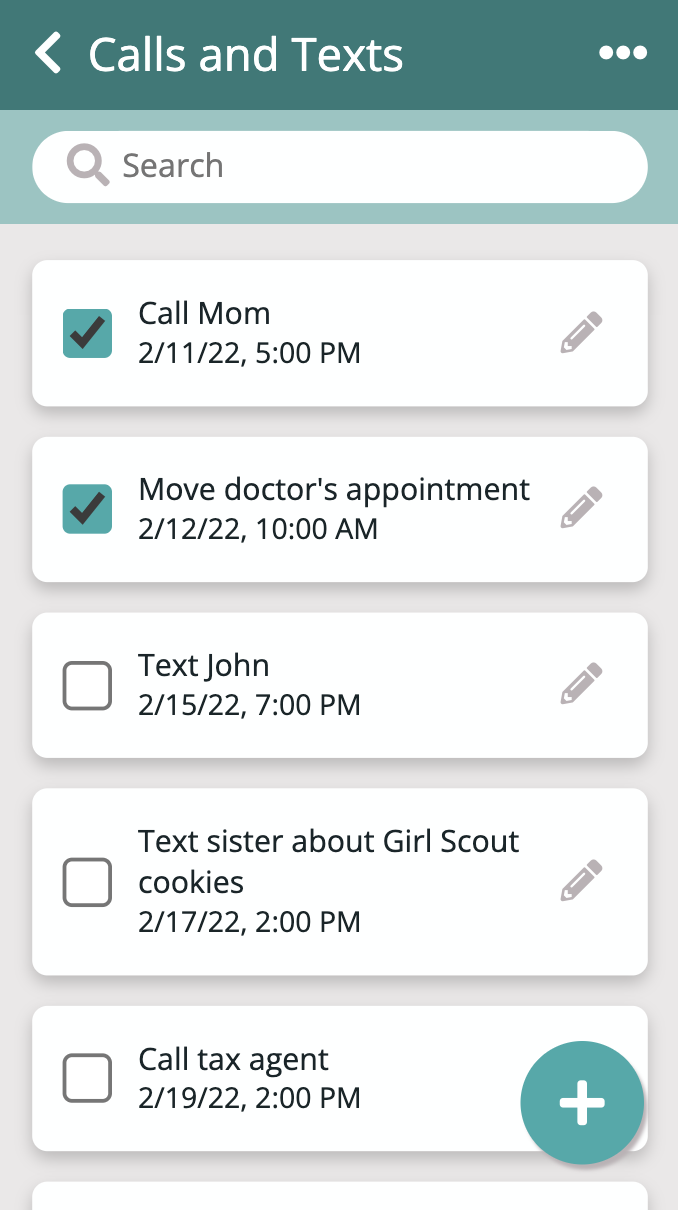 Calls and Texts
Search
Call Mom
2/11/22, 5:00 PM
Move doctor's appointment
2/12/22, 10:00 AM
Text John
2/15/22, 7:00 PM
Text sister about Girl Scout
cookies
2/17/22, 2:00 PM
Call tax agent
2/19/22, 2:00 PM